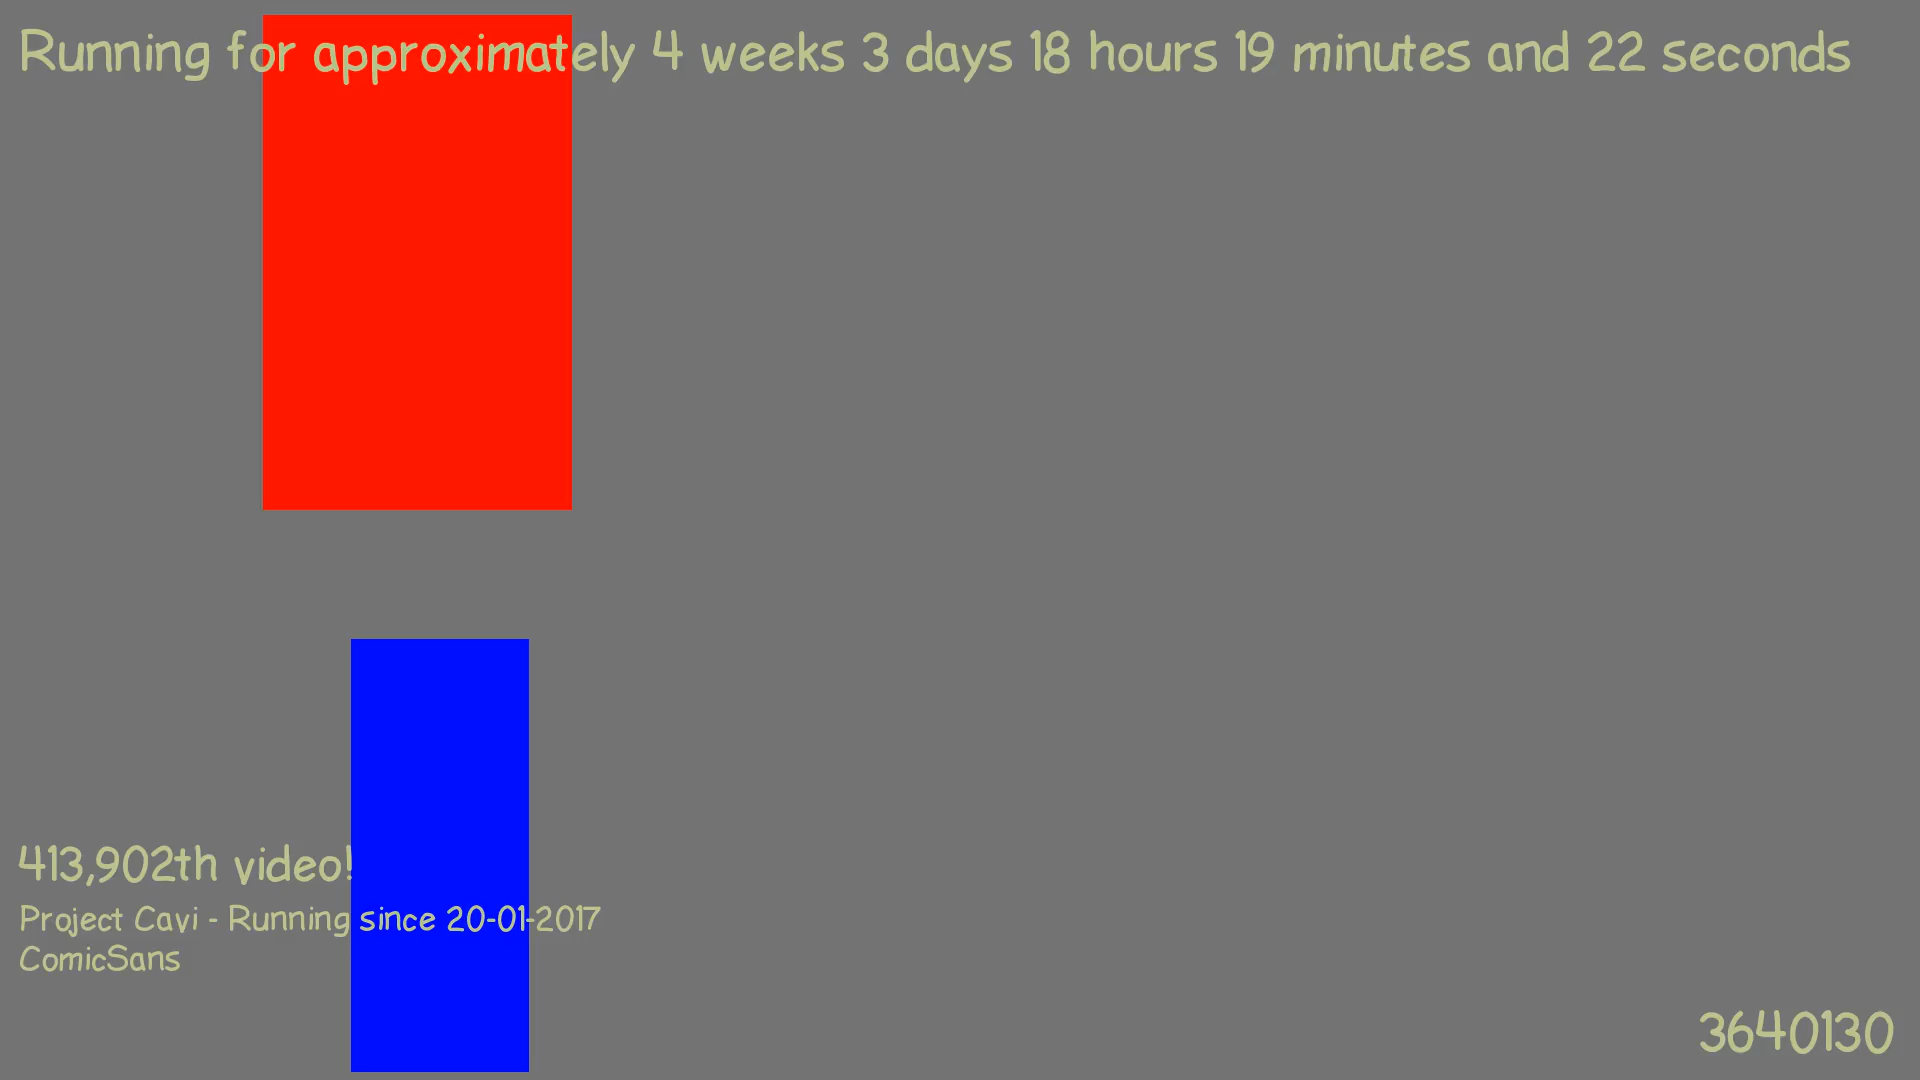 Running for approximately 4 weeks 3 days 18 hours 19 minutes and 22 seconds
413,902th video!
Project Cavi - Running since 20-01-2017
ComicSans
3640130